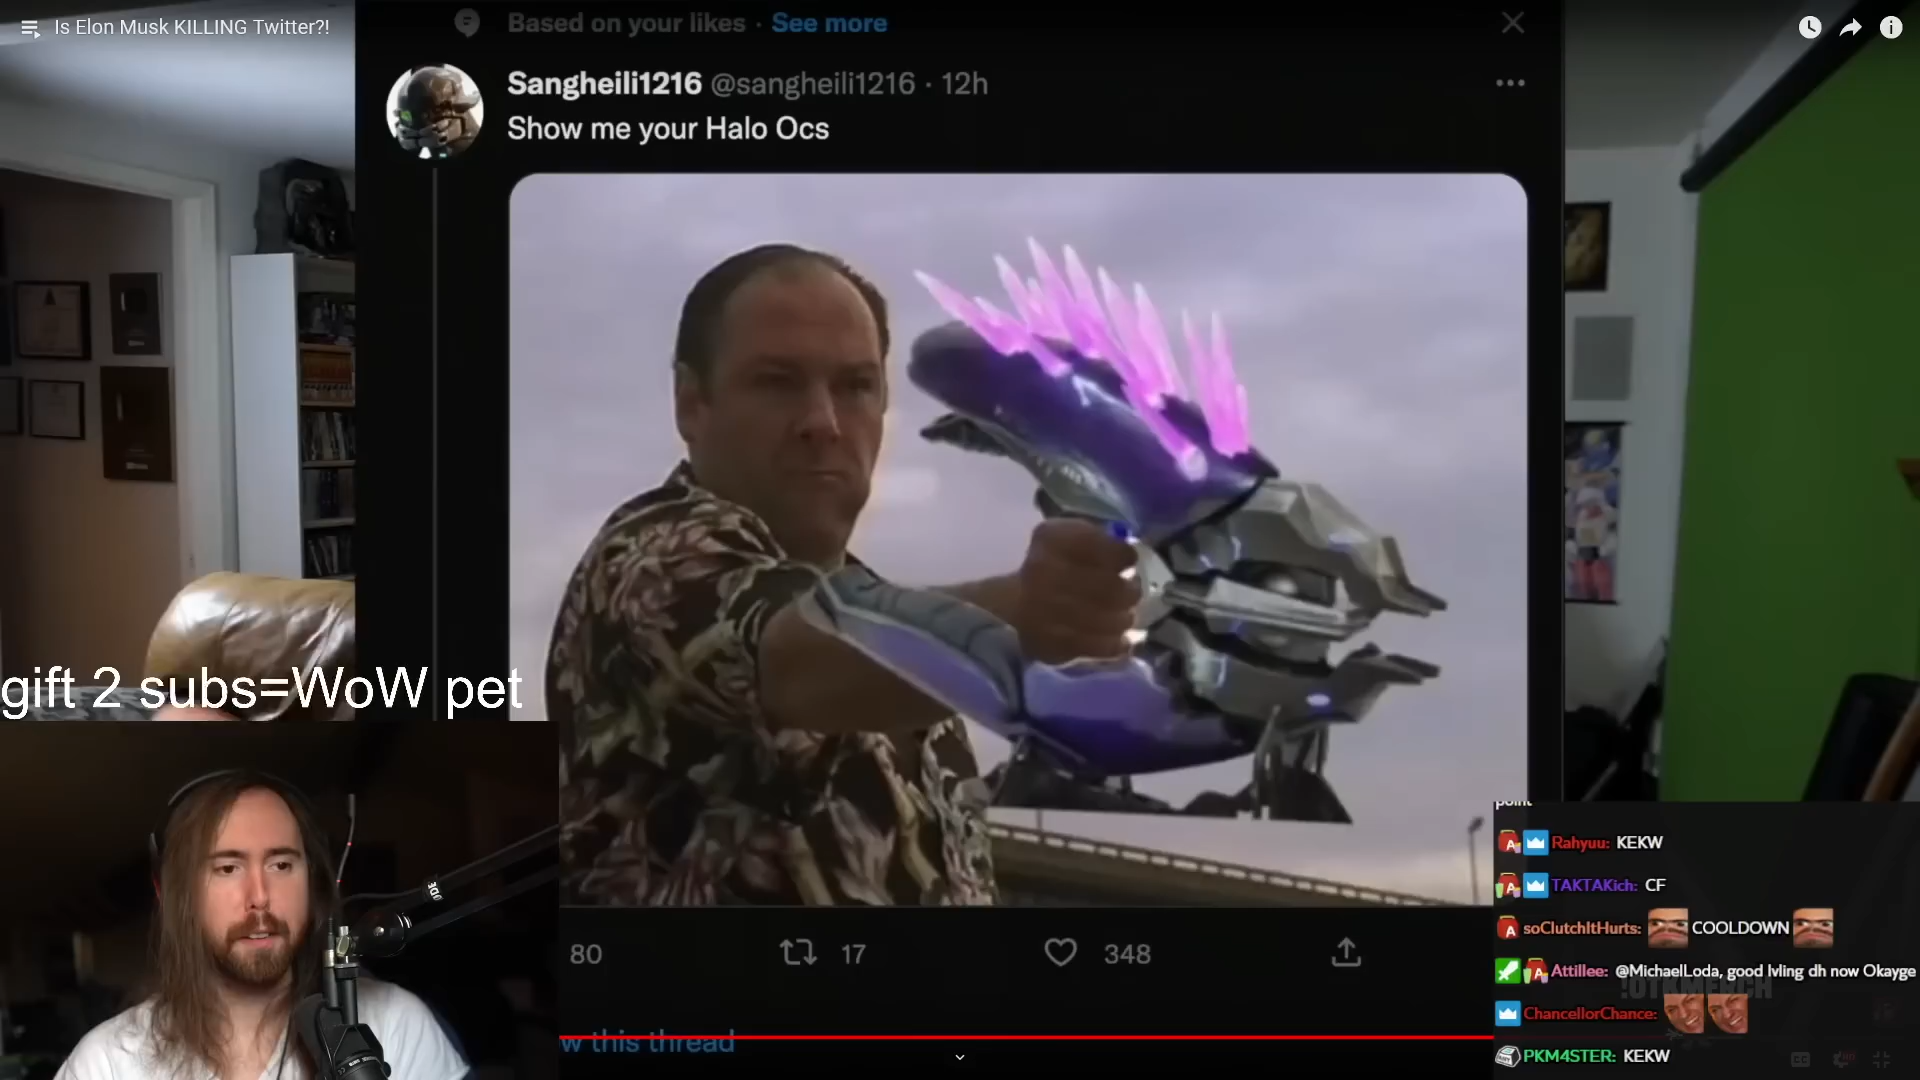 Is Elon Musk KILLING Twitter?!
Based on your likes · See more
Sangheili1216 @sangheili1216 · 12h
Show me your Halo Ocs
gift 2 subs=WoW pet
80 17 348
w this thread
point
Rahyuu: KEKW
TAKTAKich: CF
soClutchItHurts: COOLDOWN
Attillee: @MichaelLoda, good lvling dh now Okayge
!OTKMERCH
ChancellorChance:
PKM4STER: KEKW